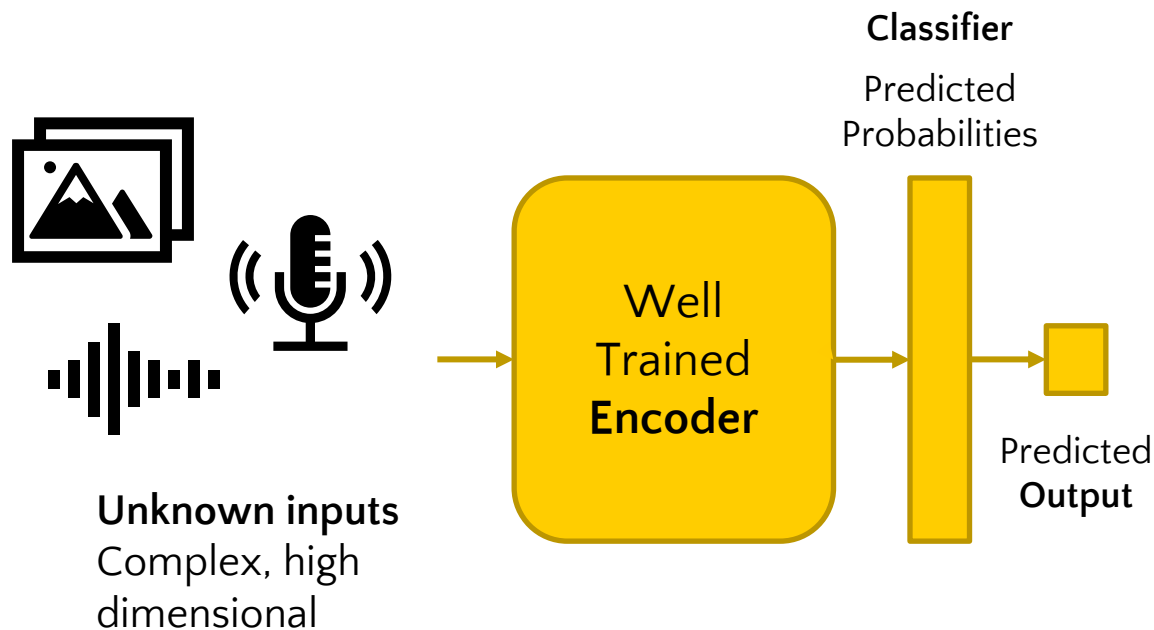 Classifier
Predicted
Probabilities
Well
Trained
Encoder
Predicted
Output
Unknown inputs
Complex, high
dimensional